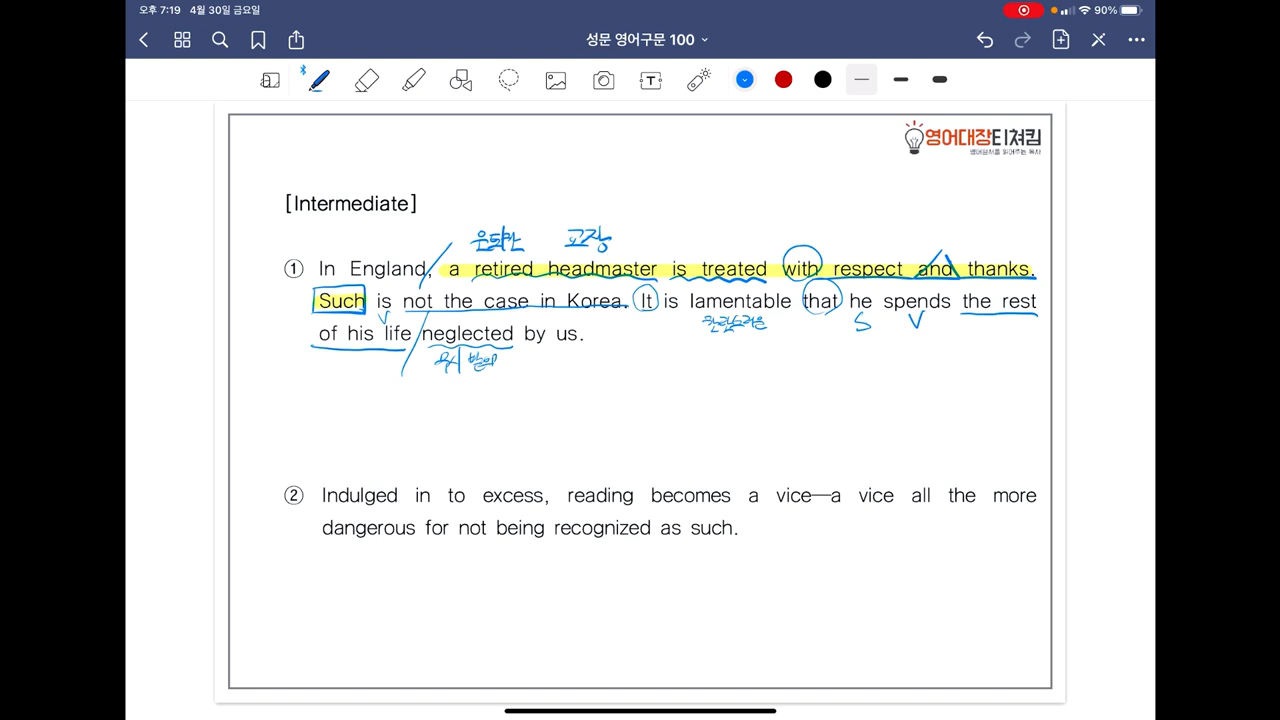 오후 7:19 4월 30일 금요일
90%
성문 영어구문 100
영어대장티쳐킴
[Intermediate]
은퇴한 교장
① In England, a retired headmaster is treated with respect and thanks.
Such is not the case in Korea. It is lamentable that he spends the rest
V 한탄스러운 S V
of his life neglected by us.
무시 받으며
② Indulged in to excess, reading becomes a vice—a vice all the more
dangerous for not being recognized as such.